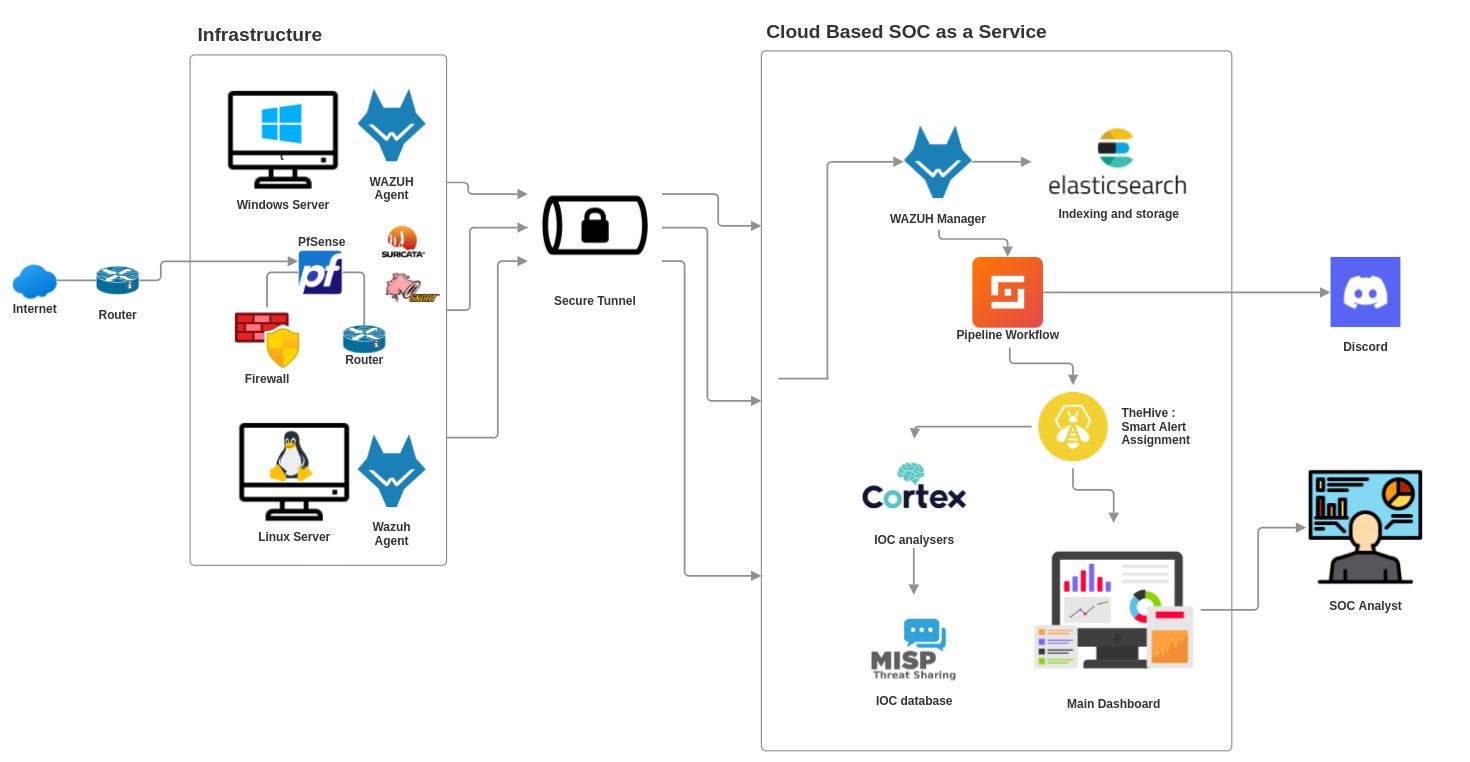 Infrastructure
Cloud Based SOC as a Service
WAZUH
Agent
Windows Server
PfSense
pf
SURICATA
SNORT
Internet
Router
Router
Firewall
Linux Server
Wazuh
Agent
Secure Tunnel
WAZUH Manager
elasticsearch
Indexing and storage
Pipeline Workflow
Discord
TheHive :
Smart Alert
Assignment
Cortex
IOC analysers
MISP
Threat Sharing
IOC database
Main Dashboard
SOC Analyst